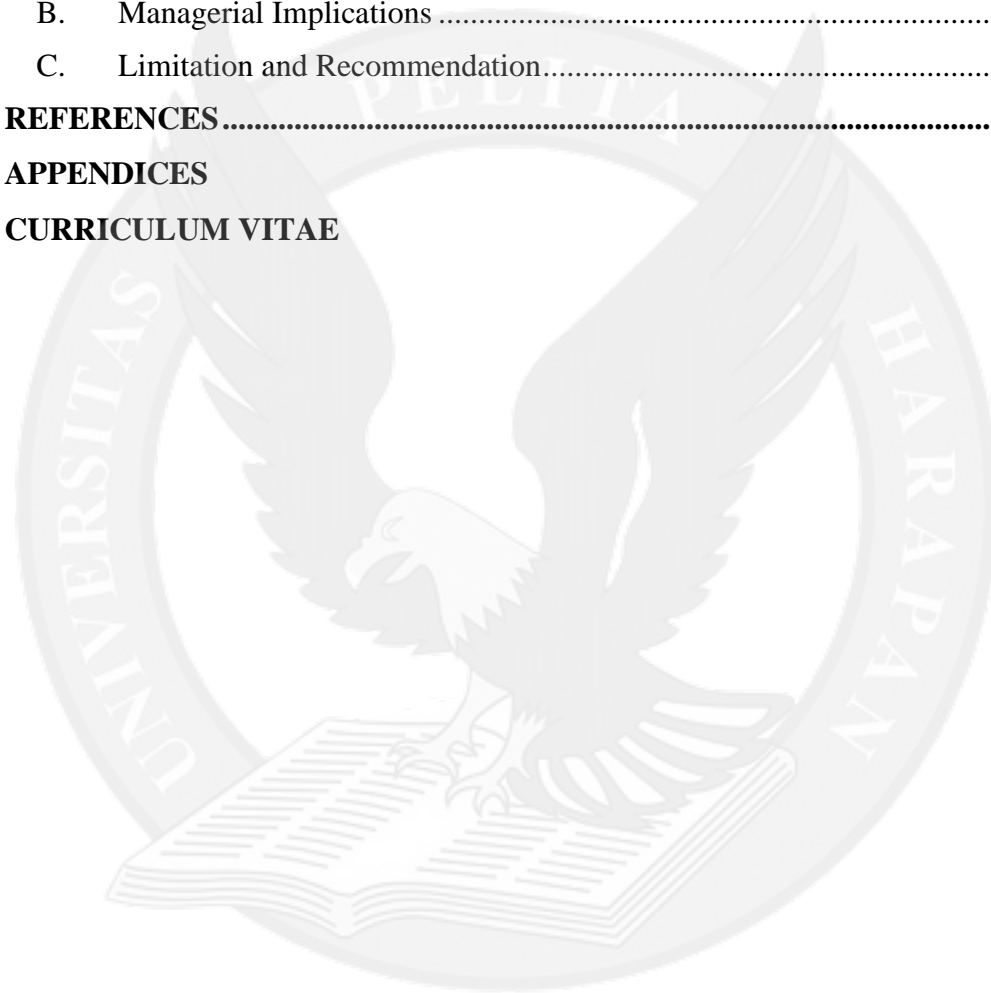 B. Managerial Implications ................................................................................
C. Limitation and Recommendation................................................................
REFERENCES................................................................................................
APPENDICES
CURRICULUM VITAE
UNIVERSITAS PELITA HARAPAN